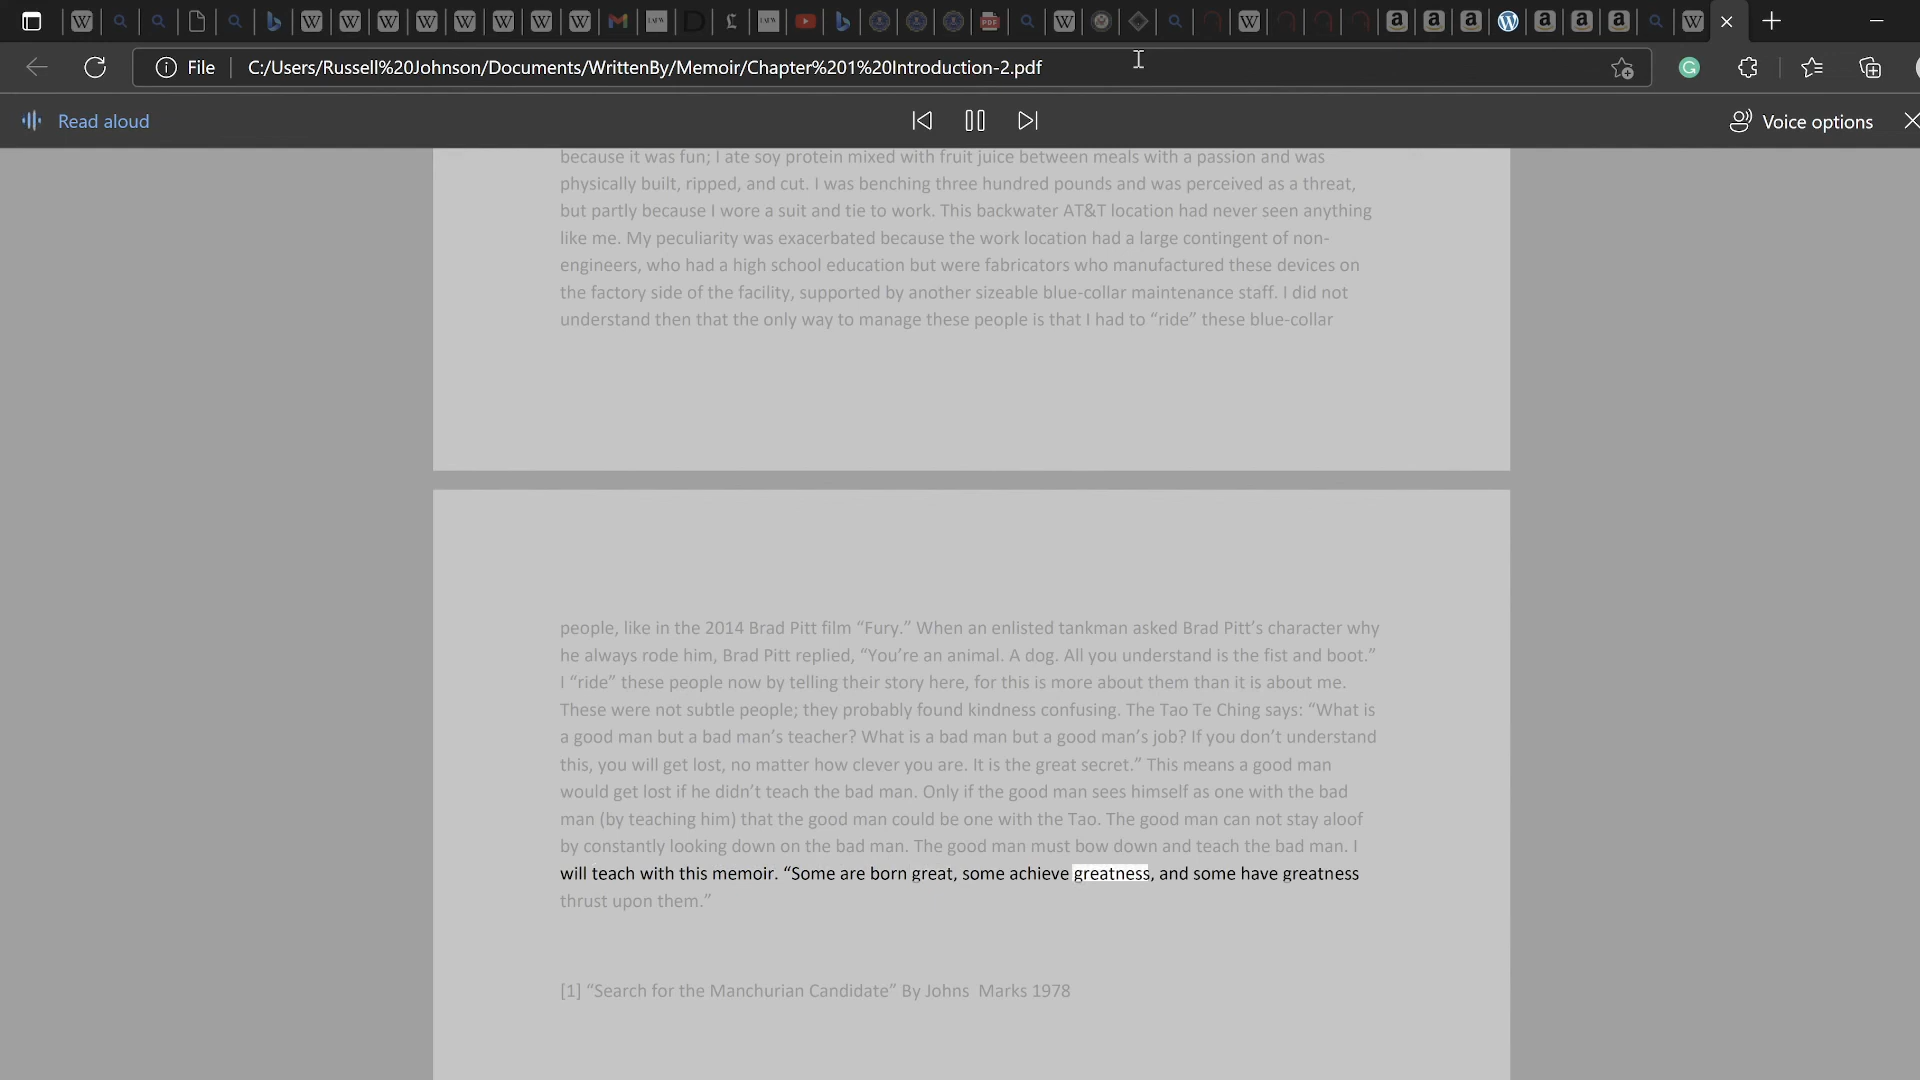 File
C:/Users/Russell%20Johnson/Documents/WrittenBy/Memoir/Chapter%201%20Introduction-2.pdf
Read aloud
Voice options
because it was fun; I ate soy protein mixed with fruit juice between meals with a passion and was
physically built, ripped, and cut. I was benching three hundred pounds and was perceived as a threat,
but partly because I wore a suit and tie to work. This backwater AT&T location had never seen anything
like me. My peculiarity was exacerbated because the work location had a large contingent of non-
engineers, who had a high school education but were fabricators who manufactured these devices on
the factory side of the facility, supported by another sizeable blue-collar maintenance staff. I did not
understand then that the only way to manage these people is that I had to “ride” these blue-collar
people, like in the 2014 Brad Pitt film “Fury.” When an enlisted tankman asked Brad Pitt’s character why
he always rode him, Brad Pitt replied, “You’re an animal. A dog. All you understand is the fist and boot.”
I “ride” these people now by telling their story here, for this is more about them than it is about me.
These were not subtle people; they probably found kindness confusing. The Tao Te Ching says: “What is
a good man but a bad man’s teacher? What is a bad man but a good man’s job? If you don’t understand
this, you will get lost, no matter how clever you are. It is the great secret.” This means a good man
would get lost if he didn’t teach the bad man. Only if the good man sees himself as one with the bad
man (by teaching him) that the good man could be one with the Tao. The good man can not stay aloof
by constantly looking down on the bad man. The good man must bow down and teach the bad man. I
will teach with this memoir. “Some are born great, some achieve greatness, and some have greatness
thrust upon them.”
[1] “Search for the Manchurian Candidate” By Johns  Marks 1978